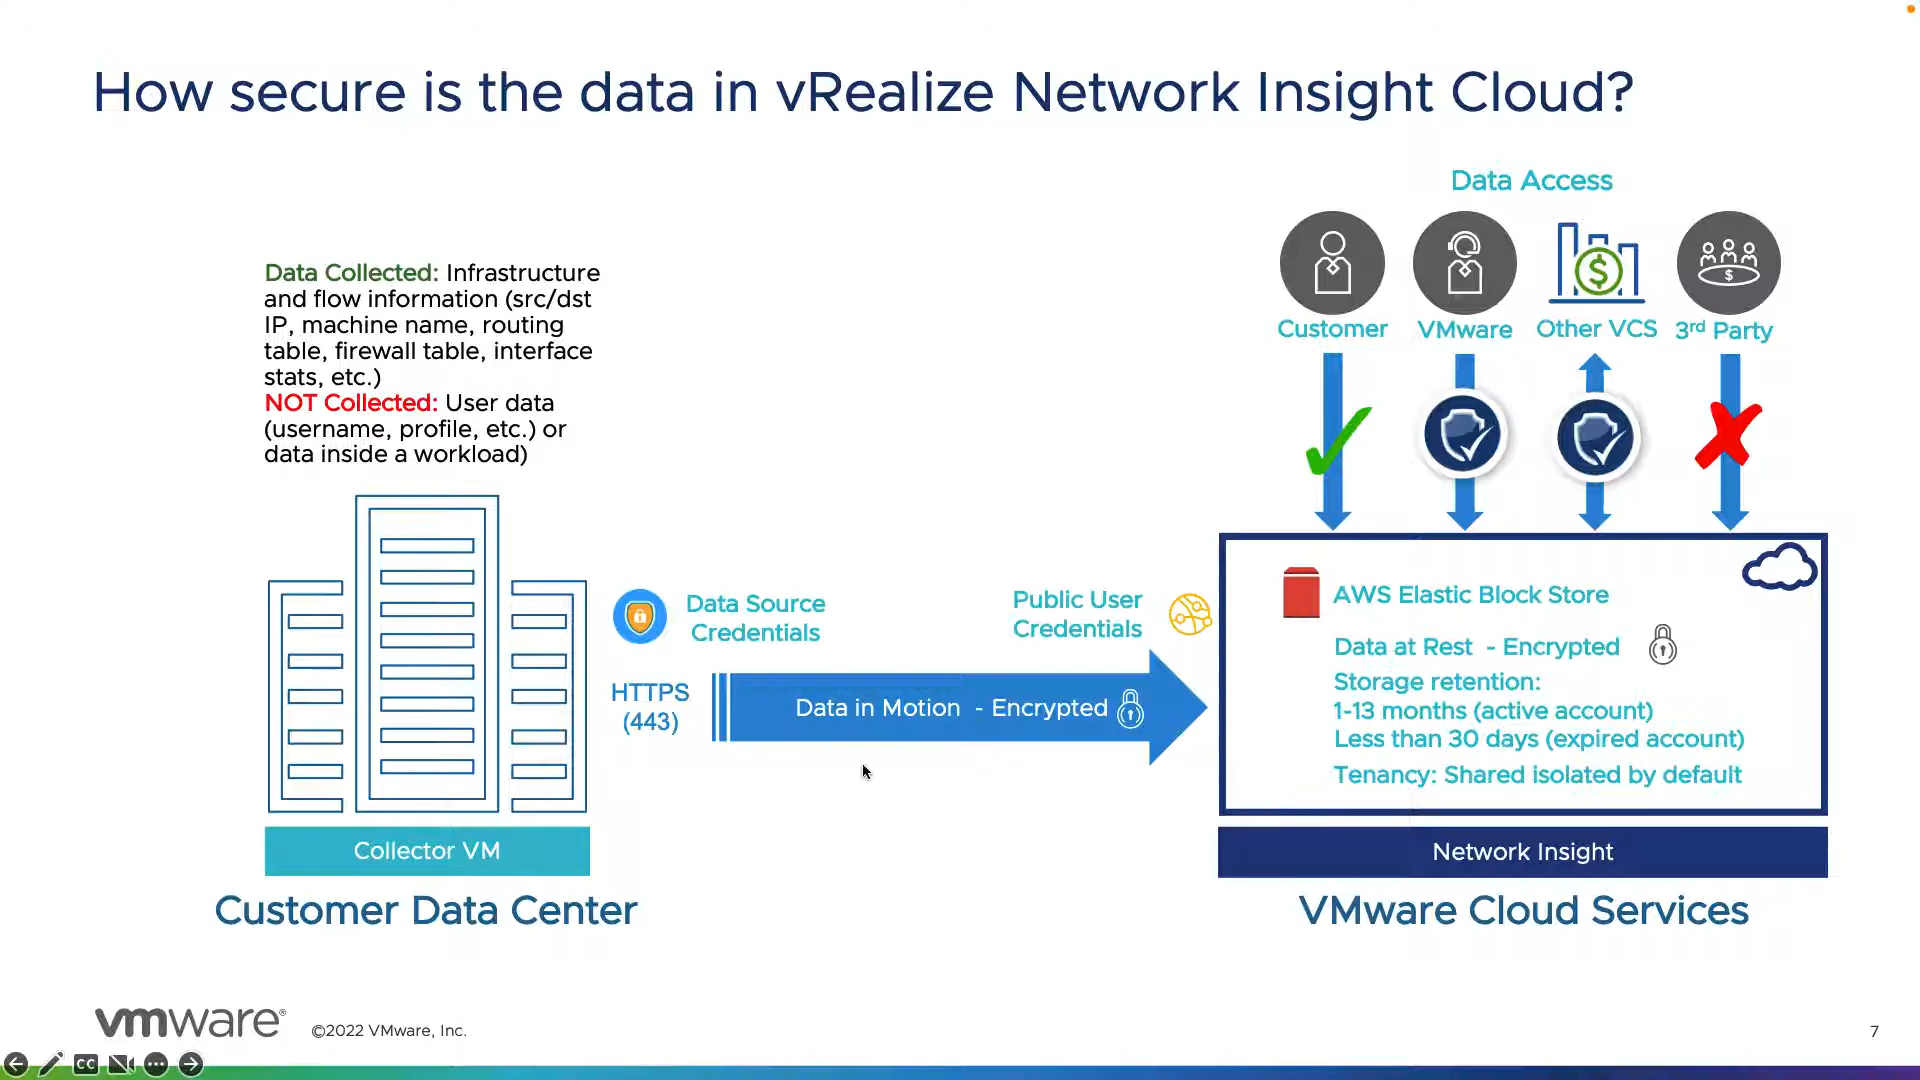 How secure is the data in vRealize Network Insight Cloud?
Data Access
Customer
VMware
Other VCS
3rd Party
Data Collected: Infrastructure
and flow information (src/dst
IP, machine name, routing
table, firewall table, interface
stats, etc.)
NOT Collected: User data
(username, profile, etc.) or
data inside a workload)
Data Source
Credentials
Public User
Credentials
HTTPS
(443)
Data in Motion - Encrypted
AWS Elastic Block Store
Data at Rest - Encrypted
Storage retention:
1-13 months (active account)
Less than 30 days (expired account)
Tenancy: Shared isolated by default
Collector VM
Customer Data Center
Network Insight
VMware Cloud Services
vmware®
©2022 VMware, Inc.
7
CC